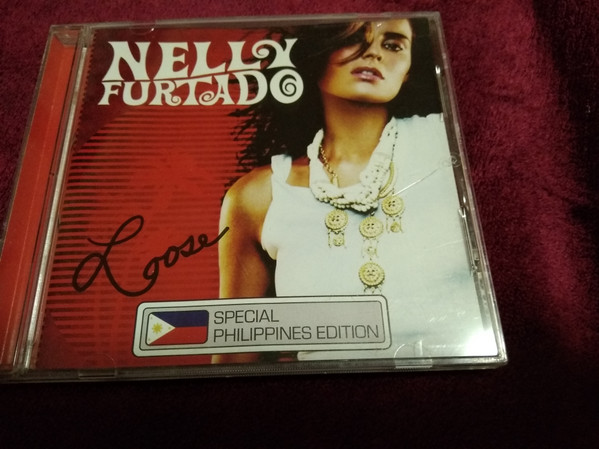 NELLY
FURTADO
Loose
SPECIAL
PHILIPPINES EDITION